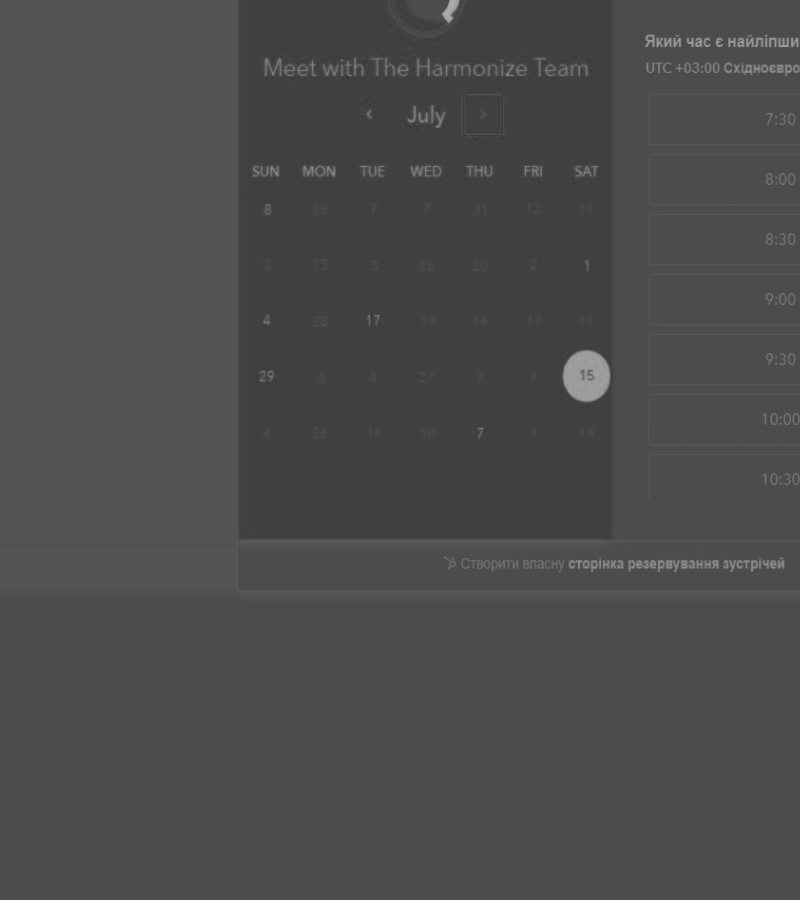 Meet with The Harmonize Team
‹ July ›
SUN MON TUE WED THU FRI SAT
8 25 7 7 31 12 11
2 13 3 25 20 2 1
4 28 17 17 14 17 11
29 3 6 27 7 7 15
4 26 14 10 7 1 14
Який час є
UTC +03:00
7:30
8:00
8:30
9:00
9:30
10:00
10:30
Створити власну сторінка резервування зустрічей